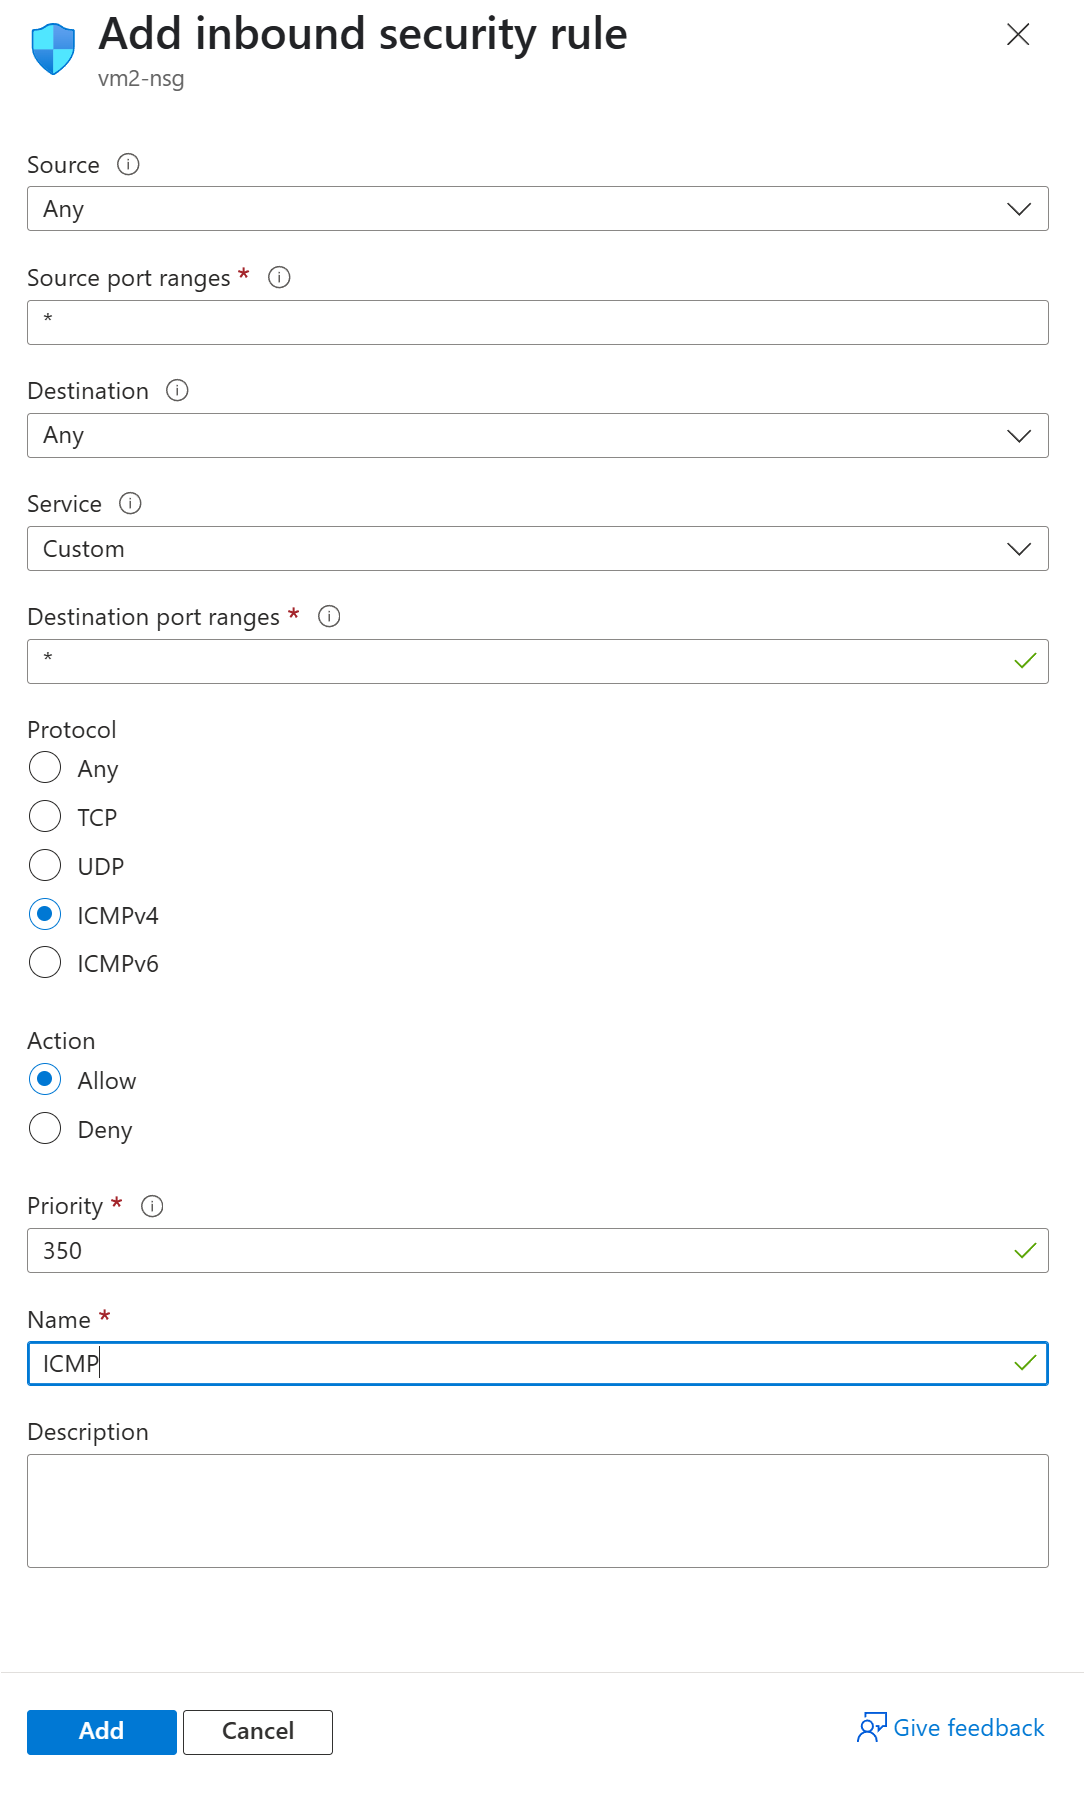 Add inbound security rule
vm2-nsg
Source
Any
Source port ranges *
*
Destination
Any
Service
Custom
Destination port ranges *
*
Protocol
Any
TCP
UDP
ICMPv4
ICMPv6
Action
Allow
Deny
Priority *
350
Name *
ICMP
Description
Add
Cancel
Give feedback